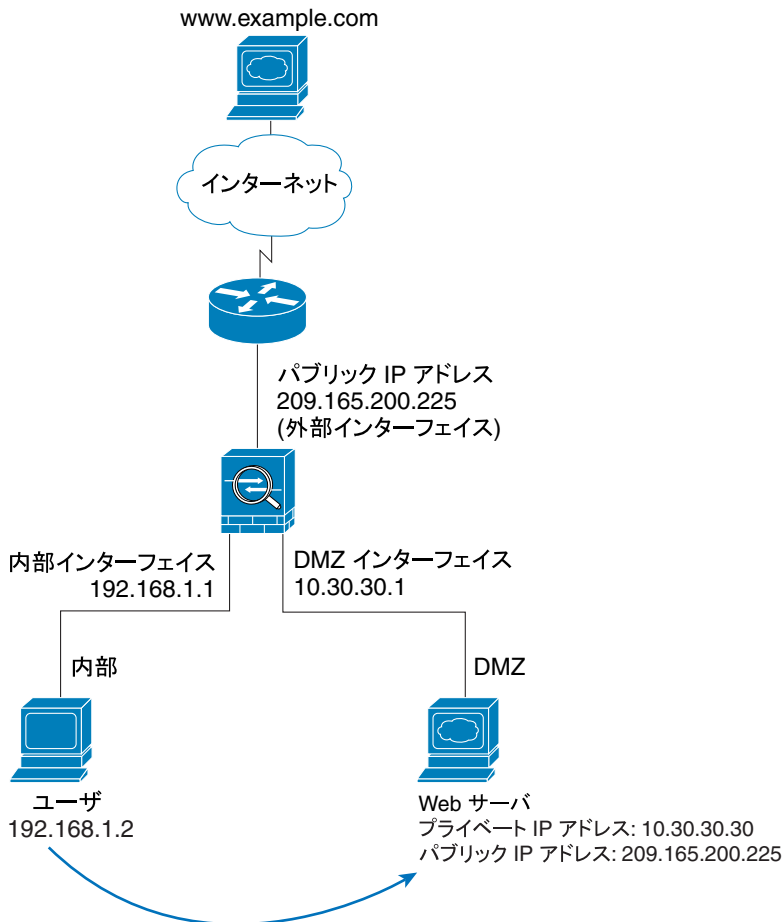 www.example.com
インターネット
パブリック IP アドレス
209.165.200.225
(外部インターフェイス)
内部インターフェイス
192.168.1.1
DMZ インターフェイス
10.30.30.1
内部
DMZ
ユーザ
192.168.1.2
Web サーバ
プライベート IP アドレス: 10.30.30.30
パブリック IP アドレス: 209.165.200.225